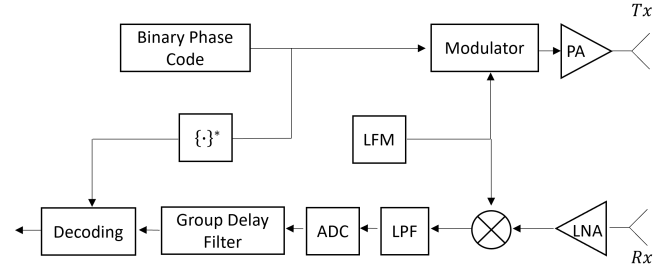 Tx
Binary Phase
Code
Modulator
PA
{·}*
LFM
Decoding
Group Delay
Filter
ADC
LPF
LNA
Rx